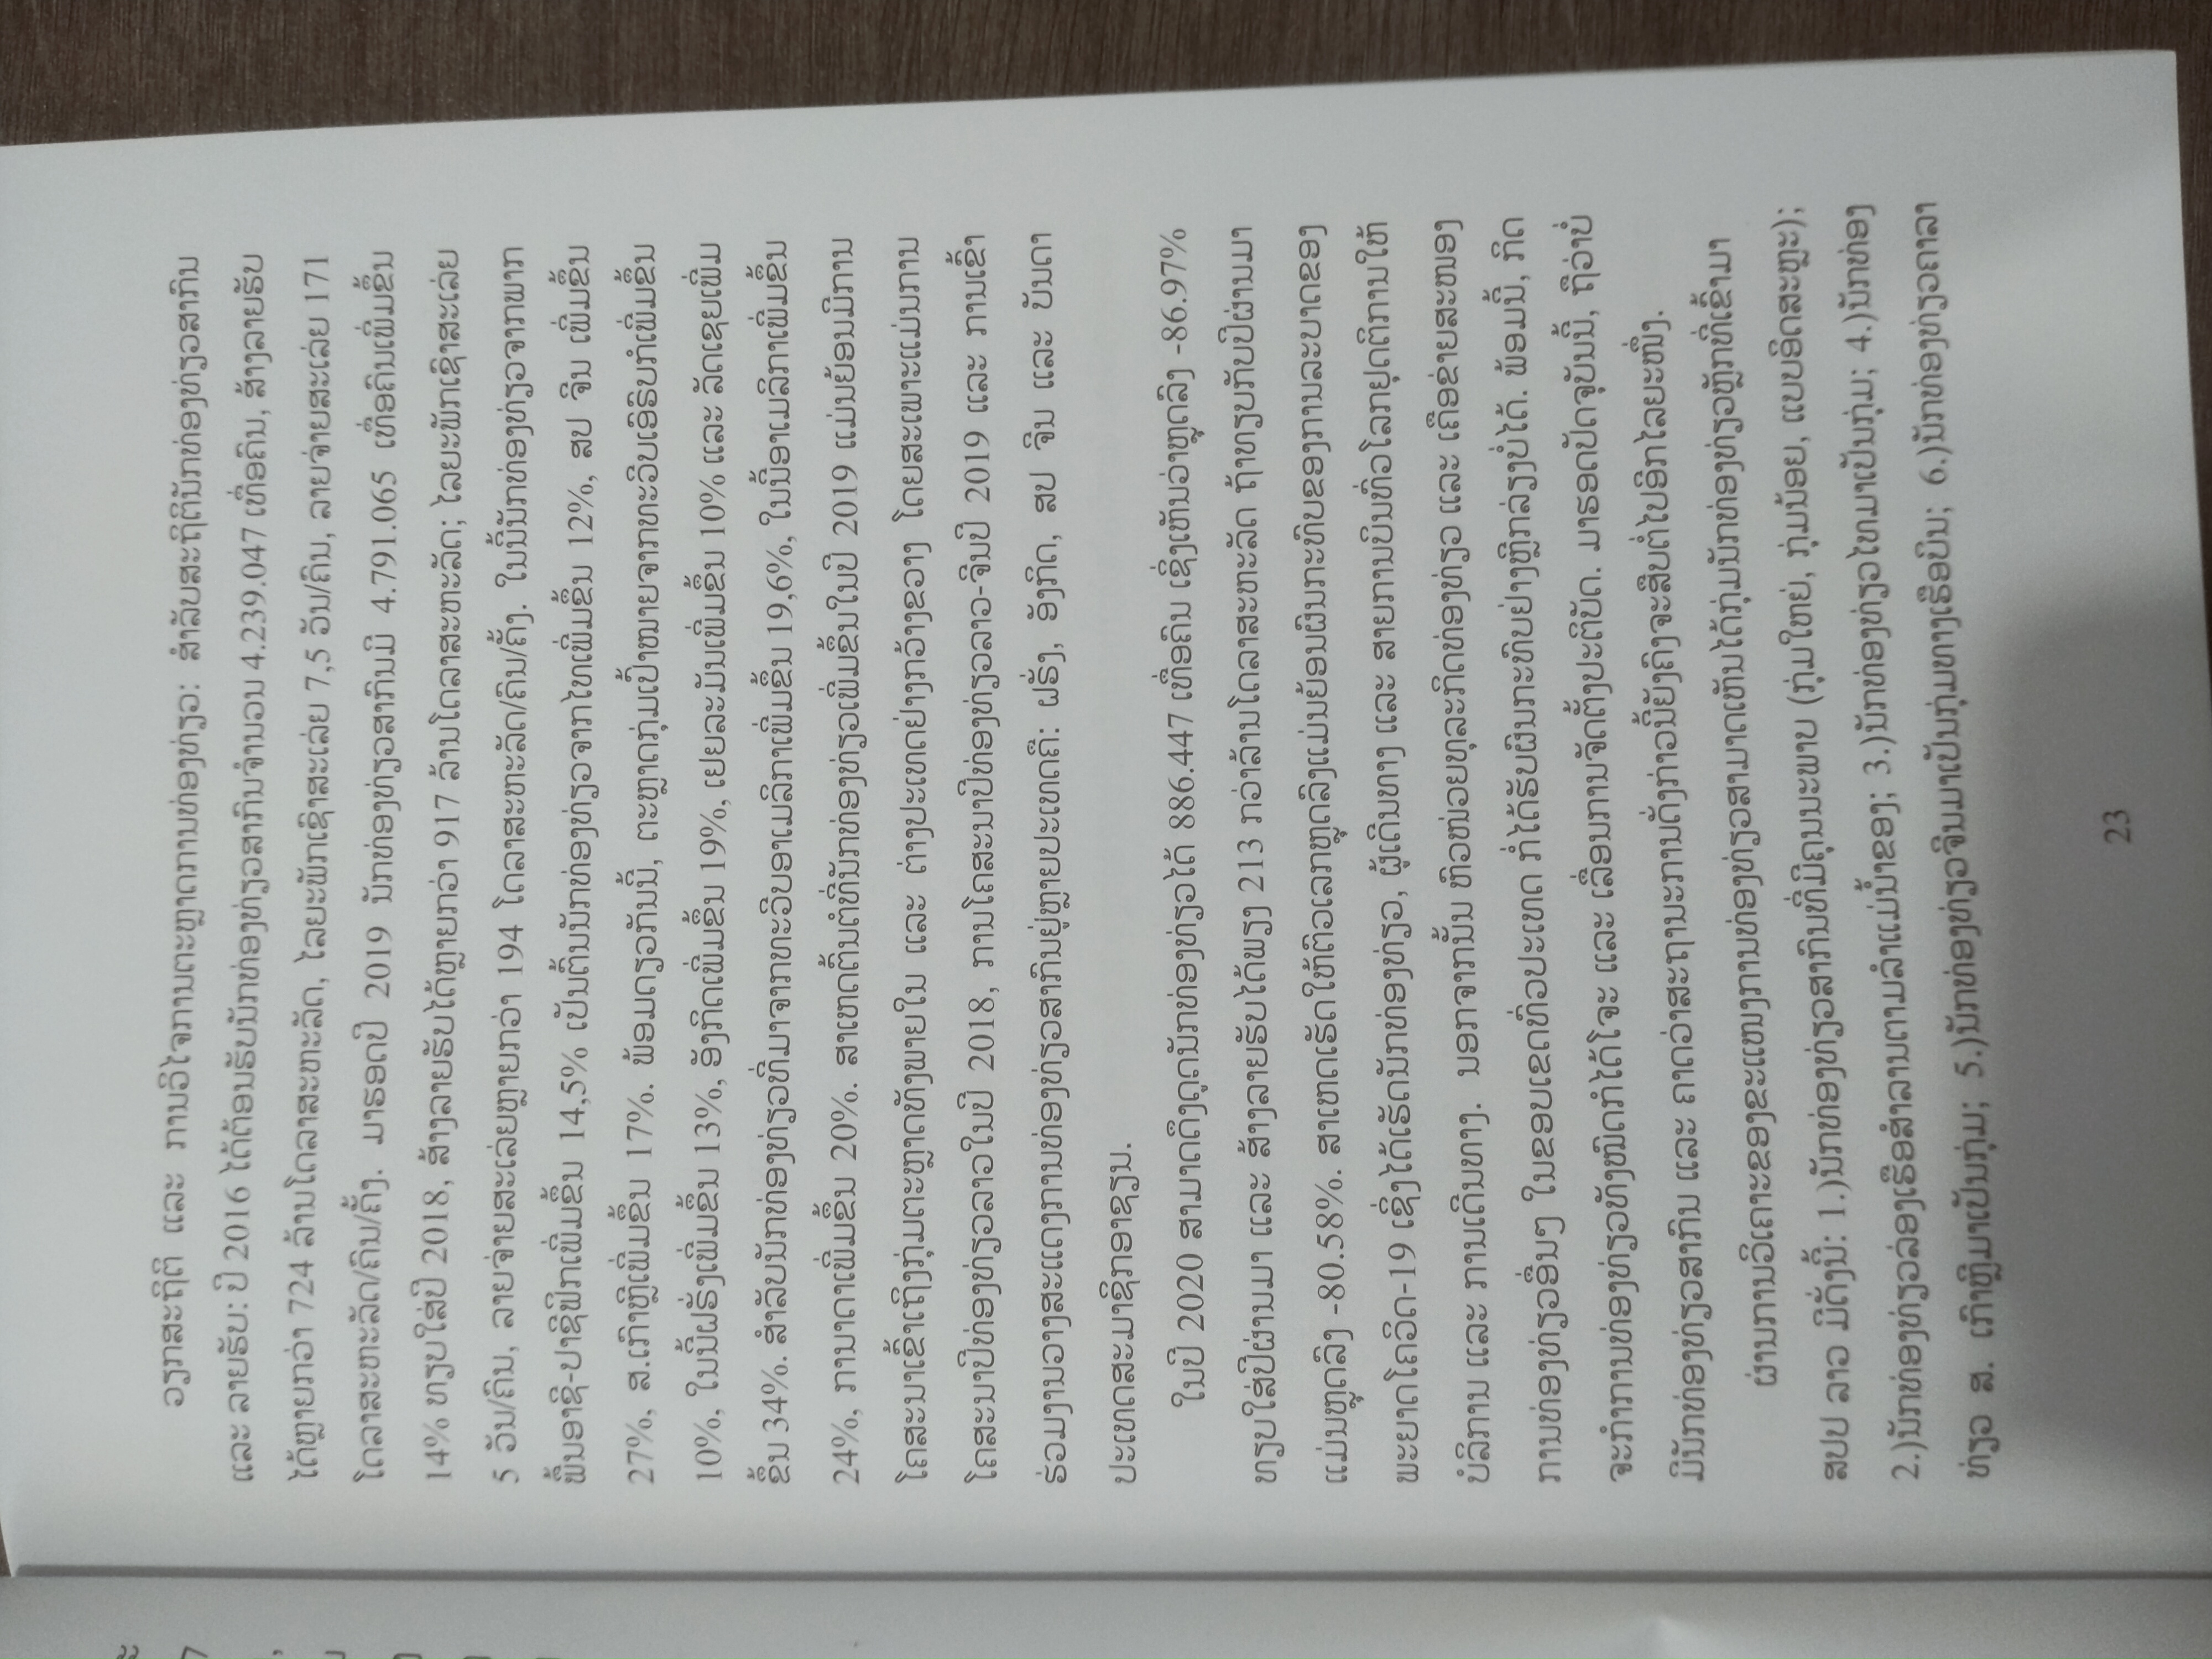 ວຽກສະຖິຕິ ແລະ ການວິໄຈການຕະຫຼາດການທ່ອງທ່ຽວ: ສໍາລັບສະຖິຕິນັກທ່ອງທ່ຽວສາກົນ
ແລະ ລາຍຮັບ: ປີ 2016 ໄດ້ຕ້ອນຮັບນັກທ່ອງທ່ຽວສາກົນຈໍານວນ 4.239.047 ເທື່ອຄົນ, ສ້າງລາຍຮັບ
ໄດ້ຫຼາຍກວ່າ 724 ລ້ານໂດລາສະຫະລັດ, ໄລຍະພັກເຊົາສະເລ່ຍ 7,5 ວັນ/ຄົນ, ລາຍຈ່າຍສະເລ່ຍ 171
ໂດລາສະຫະລັດ/ຄົນ/ຄັ້ງ. ມາຮອດປີ 2019 ນັກທ່ອງທ່ຽວສາກົນມີ 4.791.065 ເທື່ອຄົນເພີ່ມຂຶ້ນ
14% ທຽບໃສ່ປີ 2018, ສ້າງລາຍຮັບໄດ້ຫຼາຍກວ່າ 917 ລ້ານໂດລາສະຫະລັດ; ໄລຍະພັກເຊົາສະເລ່ຍ
5 ວັນ/ຄົນ, ລາຍຈ່າຍສະເລ່ຍຫຼາຍກວ່າ 194 ໂດລາສະຫະລັດ/ຄົນ/ຄັ້ງ. ໃນນີ້ນັກທ່ອງທ່ຽວຈາກພາກ
ພື້ນອາຊີ-ປາຊີຟິກເພີ່ມຂຶ້ນ 14,5% ເປັນຕົ້ນນັກທ່ອງທ່ຽວຈາກໄທເພີ່ມຂຶ້ນ 12%, ສປ ຈີນ ເພີ່ມຂຶ້ນ
27%, ສ.ເກົາຫຼີເພີ່ມຂຶ້ນ 17%. ພ້ອມດຽວກັນນີ້, ຕະຫຼາດກຸ່ມເປົ້າໝາຍຈາກທະວີບເອີຣົບກໍເພີ່ມຂຶ້ນ
10%, ໃນນີ້ຝຣັ່ງເພີ່ມຂຶ້ນ 13%, ອັງກິດເພີ່ມຂຶ້ນ 19%, ເຢຍລະມັນເພີ່ມຂຶ້ນ 10% ແລະ ລັດເຊຍເພີ່ມ
ຂຶ້ນ 34%. ສໍາລັບນັກທ່ອງທ່ຽວທີ່ມາຈາກທະວີບອາເມລິກາເພີ່ມຂຶ້ນ 19,6%, ໃນນີ້ອາເມລິກາເພີ່ມຂຶ້ນ
24%, ການາດາເພີ່ມຂຶ້ນ 20%. ສາເຫດຕົ້ນຕໍທີ່ນັກທ່ອງທ່ຽວເພີ່ມຂຶ້ນໃນປີ 2019 ແມ່ນຍ້ອນມີການ
ໂຄສະນາເຂົ້າເຖິງກຸ່ມຕະຫຼາດທັງພາຍໃນ ແລະ ຕ່າງປະເທດຢ່າງກວ້າງຂວາງ ໂດຍສະເພາະແມ່ນການ
ໂຄສະນາປີທ່ອງທ່ຽວລາວໃນປີ 2018, ການໂຄສະນາປີທ່ອງທ່ຽວລາວ-ຈີນປີ 2019 ແລະ ການເຂົ້າ
ຮ່ວມງານວາງສະແດງການທ່ອງທ່ຽວສາກົນຢູ່ຫຼາຍປະເທດຄື: ຝຣັ່ງ, ອັງກິດ, ສປ ຈີນ ແລະ ບັນດາ
ປະເທດສະມາຊິກອາຊຽນ.
ໃນປີ 2020 ສາມາດດຶງດູດນັກທ່ອງທ່ຽວໄດ້ 886.447 ເທື່ອຄົນ ເຊິ່ງເຫັນວ່າຫຼຸດລົງ -86.97%
ທຽບໃສ່ປີຜ່ານມາ ແລະ ສ້າງລາຍຮັບໄດ້ພຽງ 213 ກວ່າລ້ານໂດລາສະຫະລັດ ຖ້າທຽບກັບປີຜ່ານມາ
ແມ່ນຫຼຸດລົງ -80.58%. ສາເຫດເຮັດໃຫ້ຕົວເລກຫຼຸດລົງແມ່ນຍ້ອນຜົນກະທົບຂອງການລະບາດຂອງ
ພະຍາດໂຄວິດ-19 ເຊິ່ງໄດ້ເຮັດນັກທ່ອງທ່ຽວ, ຜູ້ເດີນທາງ ແລະ ສາຍການບິນທົ່ວໂລກຢຸດຕິການໃຫ້
ບໍລິການ ແລະ ການເດີນທາງ. ນອກຈາກນັ້ນ ຫົວໜ່ວຍທຸລະກິດທ່ອງທ່ຽວ ແລະ ເຄືອຂ່າຍສະໜອງ
ການທ່ອງທ່ຽວອື່ນໆ ໃນຂອບເຂດທົ່ວປະເທດ ກໍ່ໄດ້ຮັບຜົນກະທົບຢ່າງຫຼີກລ່ຽງບໍ່ໄດ້. ພ້ອມນີ້, ກິດ
ຈະກໍາການທ່ອງທ່ຽວທັງໝົດກໍໄດ້ໂຈະ ແລະ ເລື່ອນການຈັດຕັ້ງປະຕິບັດ. ມາຮອດປັດຈຸບັນນີ້, ຖືວ່າບໍ່
ມີນັກທ່ອງທ່ຽວສາກົນ ແລະ ຄາດວ່າສະຖານະການດັ່ງກ່າວນີ້ຍັງຄົງຈະສືບຕໍ່ໄປອີກໄລຍະໜຶ່ງ.
ຜ່ານການວິເຄາະຂອງຂະແໜງການທ່ອງທ່ຽວສາມາດເຫັນໄດ້ກຸ່ມນັກທ່ອງທ່ຽວຫຼັກທີ່ເຂົ້າມາ
ສປປ ລາວ ມີດັ່ງນີ້: 1.)ນັກທ່ອງທ່ຽວສາກົນທີ່ມີຄຸນນະພາບ (ກຸ່ມໃຫຍ່, ກຸ່ມນ້ອຍ, ແບບອິດສະຫຼະ);
2.)ນັກທ່ອງທ່ຽວລ່ອງເຮືອສໍາລານຕາມລໍາແມ່ນໍ້າຂອງ; 3.)ນັກທ່ອງທ່ຽວໄທມາເປັນກຸ່ມ; 4.)ນັກທ່ອງ
ທ່ຽວ ສ. ເກົາຫຼີມາເປັນກຸ່ມ; 5.)ນັກທ່ອງທ່ຽວຈີນມາເປັນກຸ່ມທາງເຮືອບິນ; 6.)ນັກທ່ອງທ່ຽວຄາລາ
23